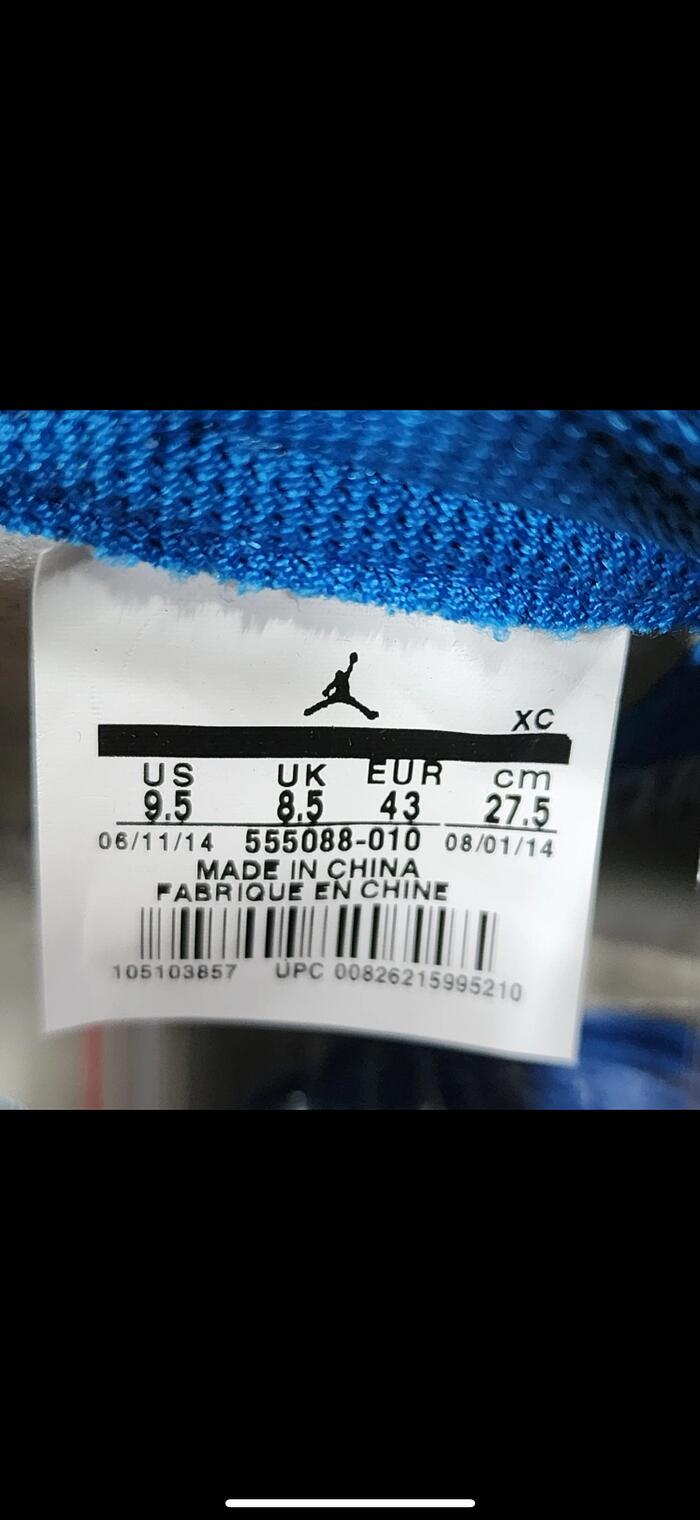 XC
US UK EUR cm
9.5 8.5 43 27.5
06/11/14 555088-010 08/01/14
MADE IN CHINA
FABRIQUE EN CHINE
105103857 UPC 00826215995210